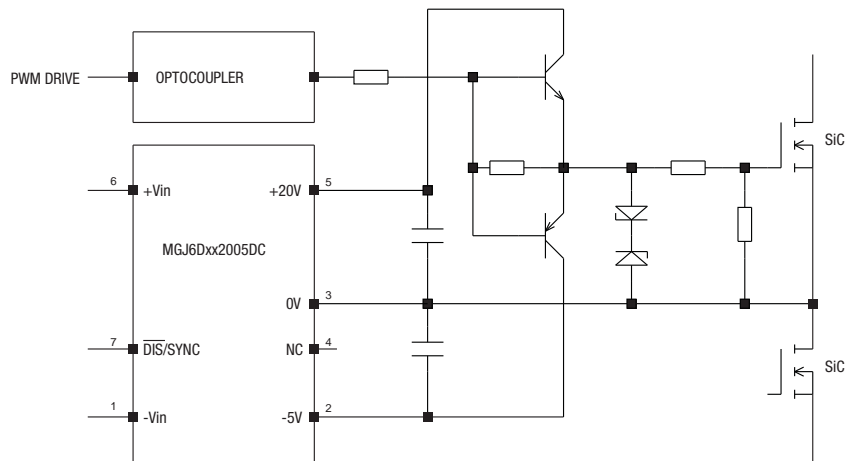 PWM DRIVE
OPTOCOUPLER
SiC
6
+Vin
+20V
5
MGJ6Dxx2005DC
0V
3
7
DIS/SYNC
NC
4
SiC
1
-Vin
-5V
2